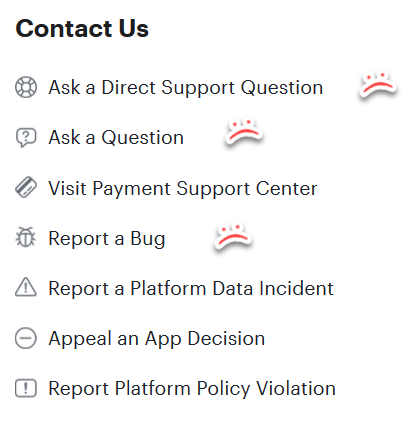 Contact Us
Ask a Direct Support Question
Ask a Question
Visit Payment Support Center
Report a Bug
Report a Platform Data Incident
Appeal an App Decision
Report Platform Policy Violation